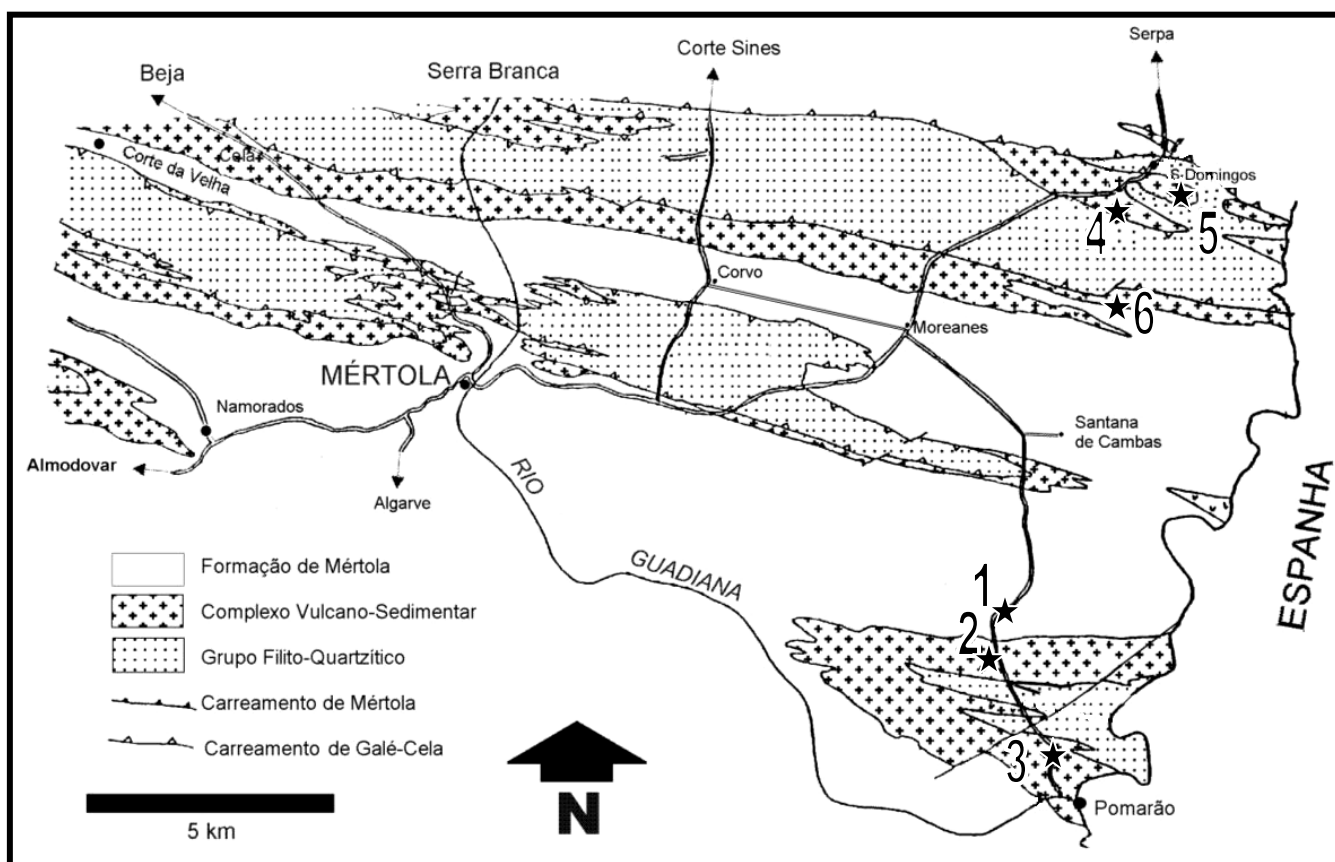 Serpa
Corte Sines
Beja
Serra Branca
Cela
Corte da Velha
S. Domingos
4
5
Corvo
6
Moreanes
MÉRTOLA
Namorados
Santana
de Cambas
Almodovar
Algarve
RIO
GUADIANA
ESPANHA
Formação de Mértola
Complexo Vulcano-Sedimentar
Grupo Filito-Quartzítico
Carreamento de Mértola
Carreamento de Galé-Cela
1
2
3
N
Pomarão
5 km